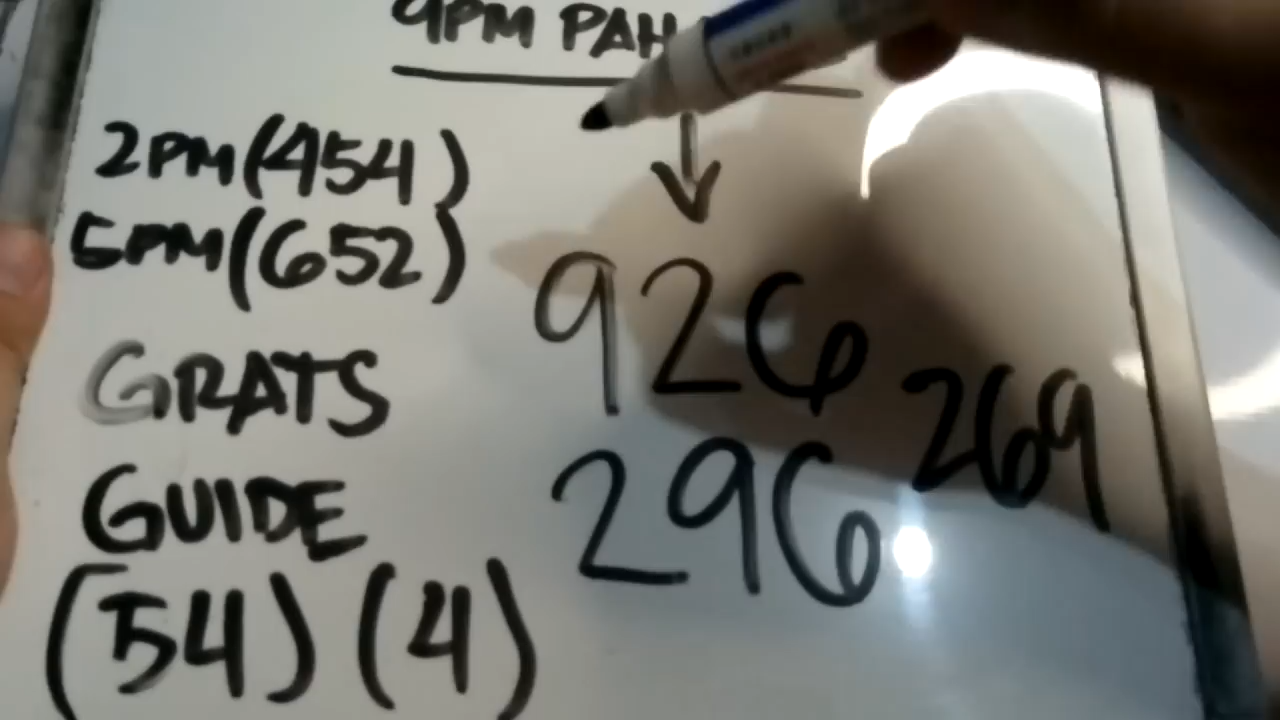 9PM PAH
2PM(454)
5PM(652)
GRATS
GUIDE
(54) (4)
926
296
269